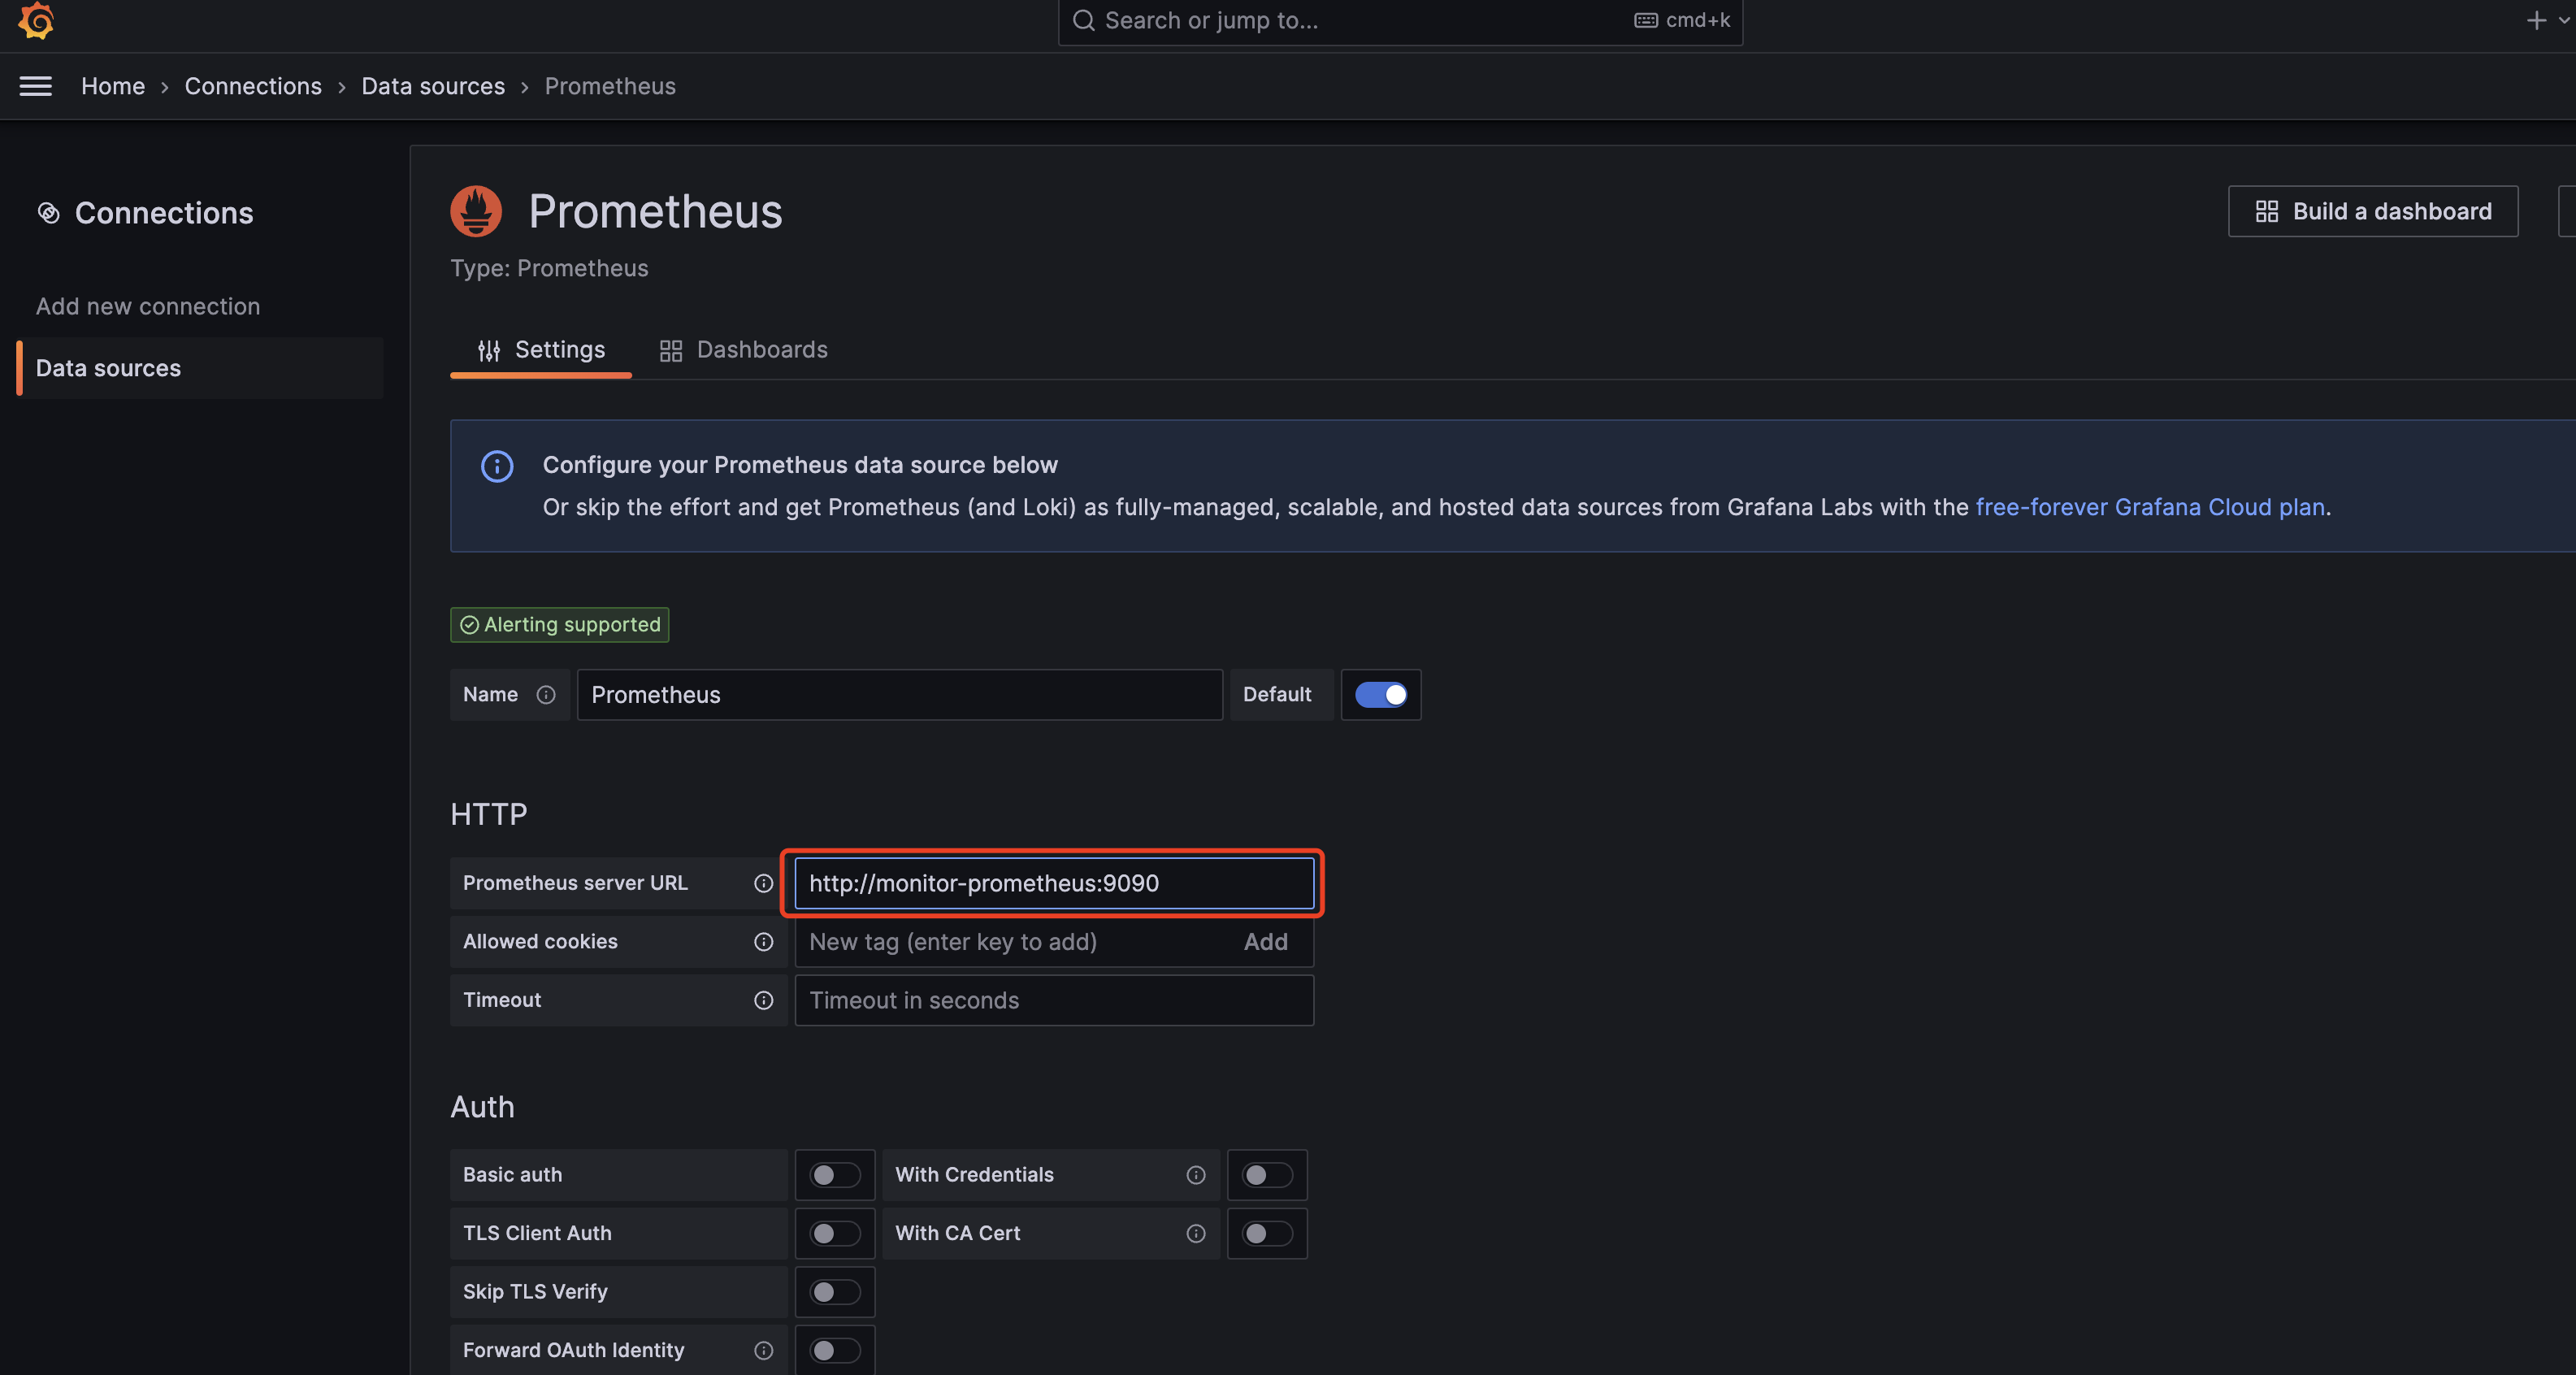 Search or jump to... cmd+k
Home › Connections › Data sources › Prometheus
Connections
Add new connection
Data sources
Prometheus
Build a dashboard
Type: Prometheus
Settings
Dashboards
Configure your Prometheus data source below
Or skip the effort and get Prometheus (and Loki) as fully-managed, scalable, and hosted data sources from Grafana Labs with the free-forever Grafana Cloud plan.
Alerting supported
Name Prometheus Default
HTTP
Prometheus server URL http://monitor-prometheus:9090
Allowed cookies New tag (enter key to add) Add
Timeout Timeout in seconds
Auth
Basic auth With Credentials
TLS Client Auth With CA Cert
Skip TLS Verify
Forward OAuth Identity